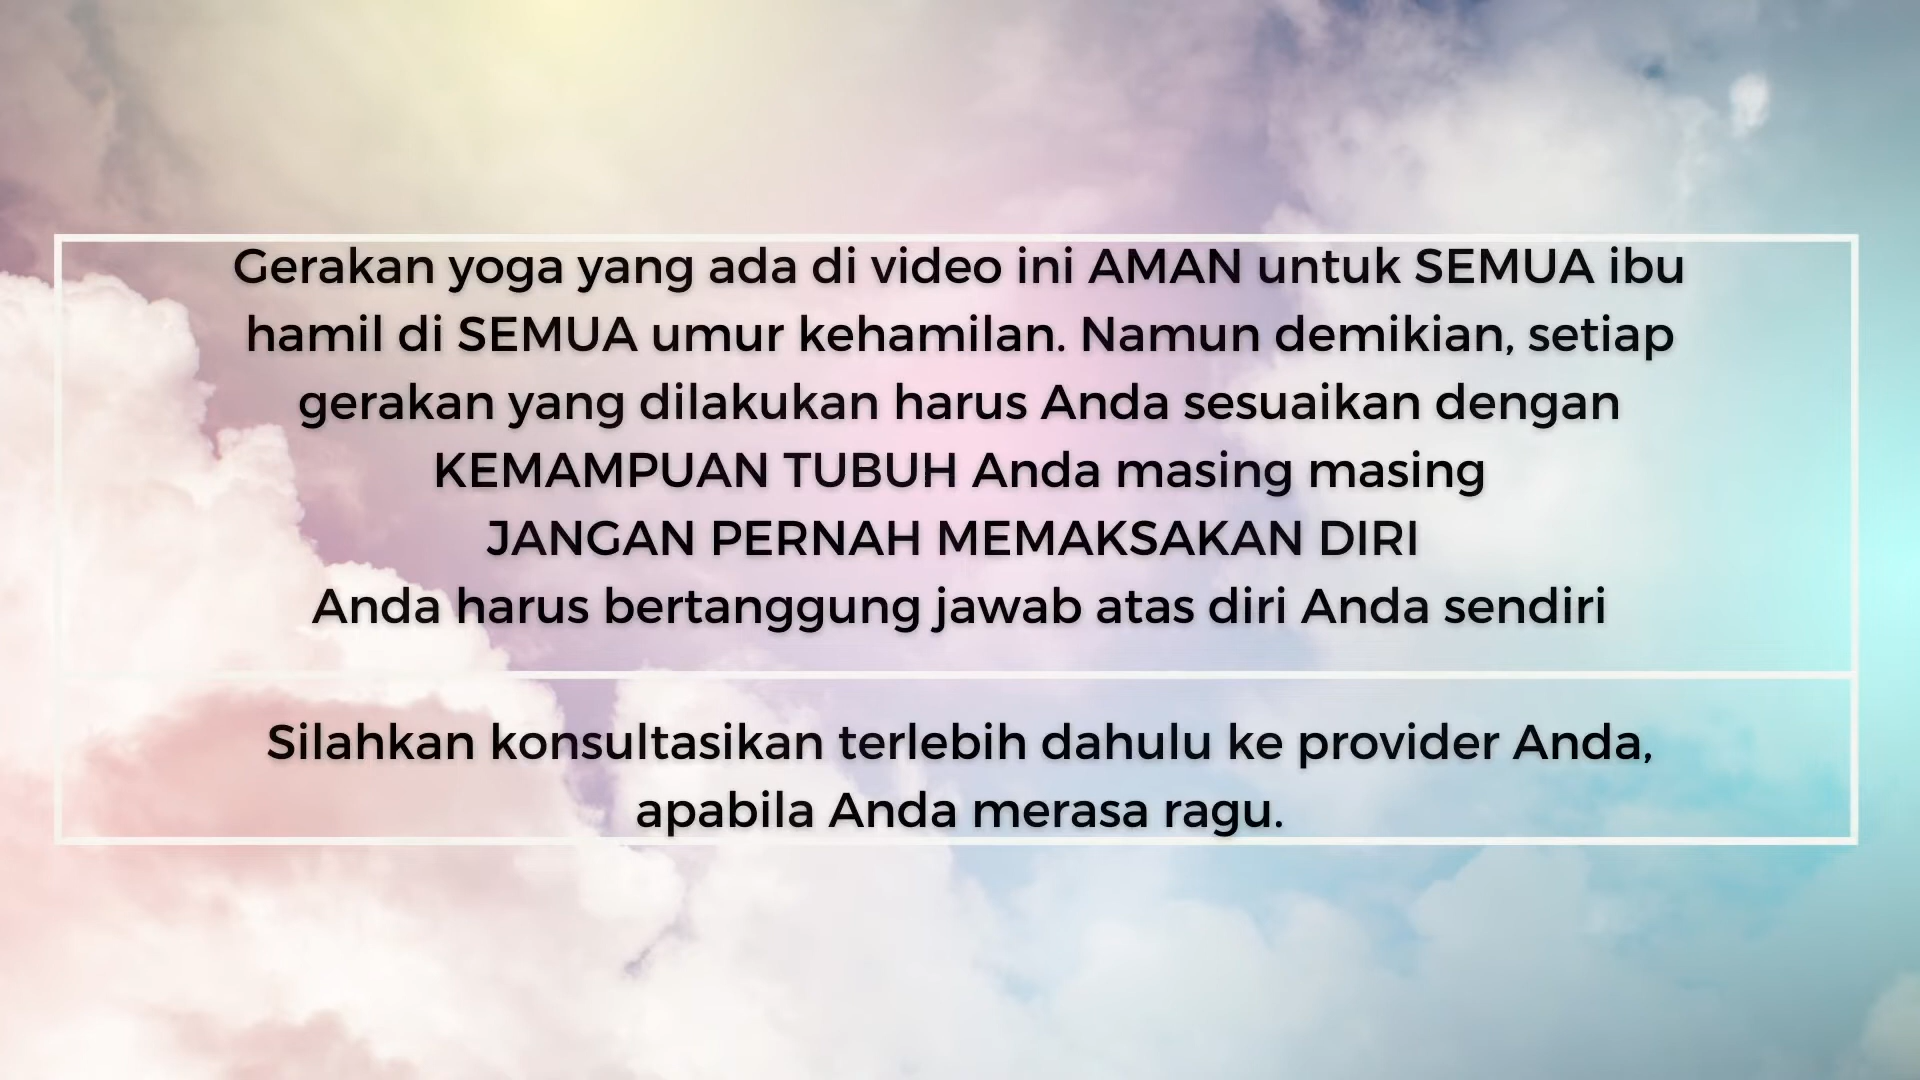 Gerakan yoga yang ada di video ini AMAN untuk SEMUA ibu
hamil di SEMUA umur kehamilan. Namun demikian, setiap
gerakan yang dilakukan harus Anda sesuaikan dengan
KEMAMPUAN TUBUH Anda masing masing
JANGAN PERNAH MEMAKSAKAN DIRI
Anda harus bertanggung jawab atas diri Anda sendiri
Silahkan konsultasikan terlebih dahulu ke provider Anda,
apabila Anda merasa ragu.